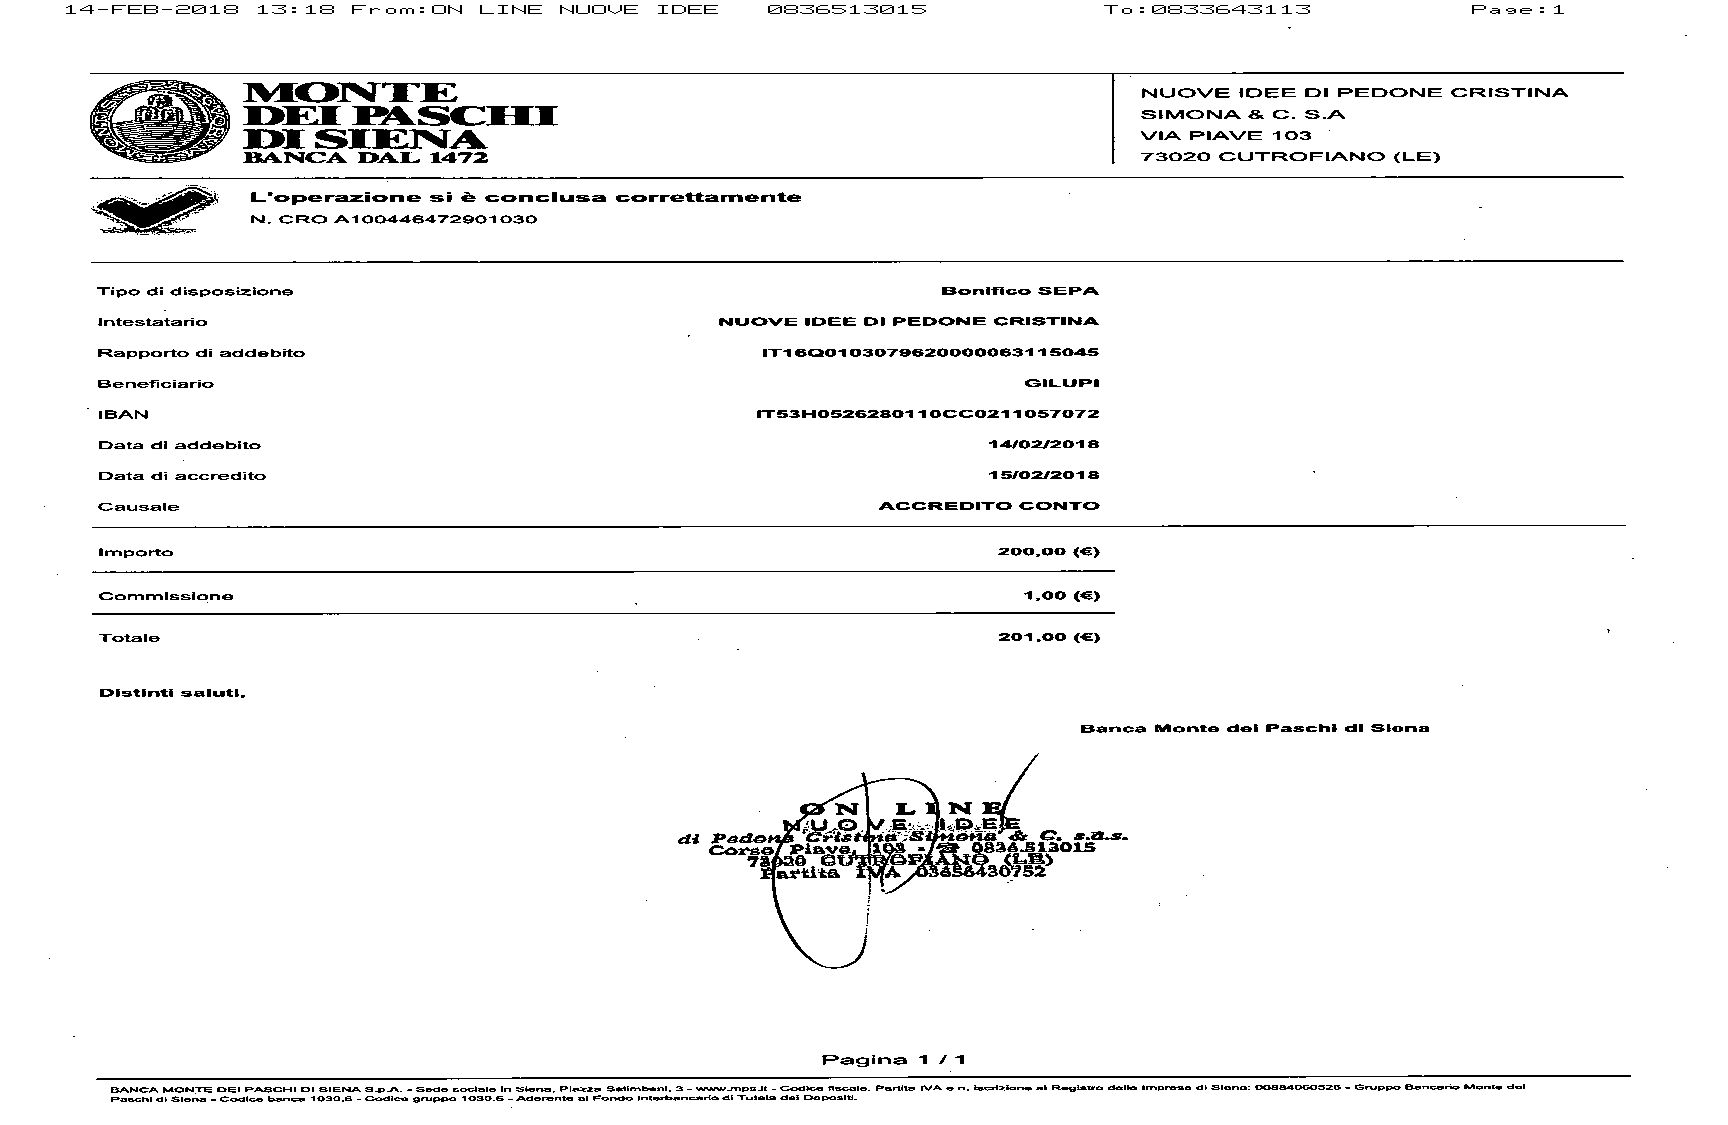 14-FEB-2018 13:18 From:ON LINE NUOVE IDEE 0836513015 To:0833643113 Page:1
MONTE
DEI PASCHI
DI SIENA
BANCA DAL 1472
NUOVE IDEE DI PEDONE CRISTINA
SIMONA & C. S.A
VIA PIAVE 103
73020 CUTROFIANO (LE)
L'operazione si è conclusa correttamente
N. CRO A100446472901030
Tipo di disposizione Bonifico SEPA
Intestatario NUOVE IDEE DI PEDONE CRISTINA
Rapporto di addebito IT16Q0103079620000063115045
Beneficiario GILUPI
IBAN IT53H0526280110CC0211057072
Data di addebito 14/02/2018
Data di accredito 15/02/2018
Causale ACCREDITO CONTO
Importo 200,00 (€)
Commissione 1,00 (€)
Totale 201,00 (€)
Distinti saluti.
Banca Monte dei Paschi di Siena
ON LINE
NUOVE IDEE
di Pedone Cristina Simona & C. s.a.s.
Corso Piave, 103 - ☎ 0836.513015
73020 CUTROFIANO (LE)
Partita IVA 03656430752
Pagina 1 / 1
BANCA MONTE DEI PASCHI DI SIENA S.p.A. - Sede sociale in Siena, Piazza Salimbeni, 3 - www.mps.it - Codice fiscale, Partita IVA e n. iscrizione al Registro delle Imprese di Siena: 00884060526 - Gruppo Bancario Monte dei
Paschi di Siena - Codice banca 1030.6 - Codice gruppo 1030.6 - Aderente al Fondo Interbancario di Tutela dei Depositi.